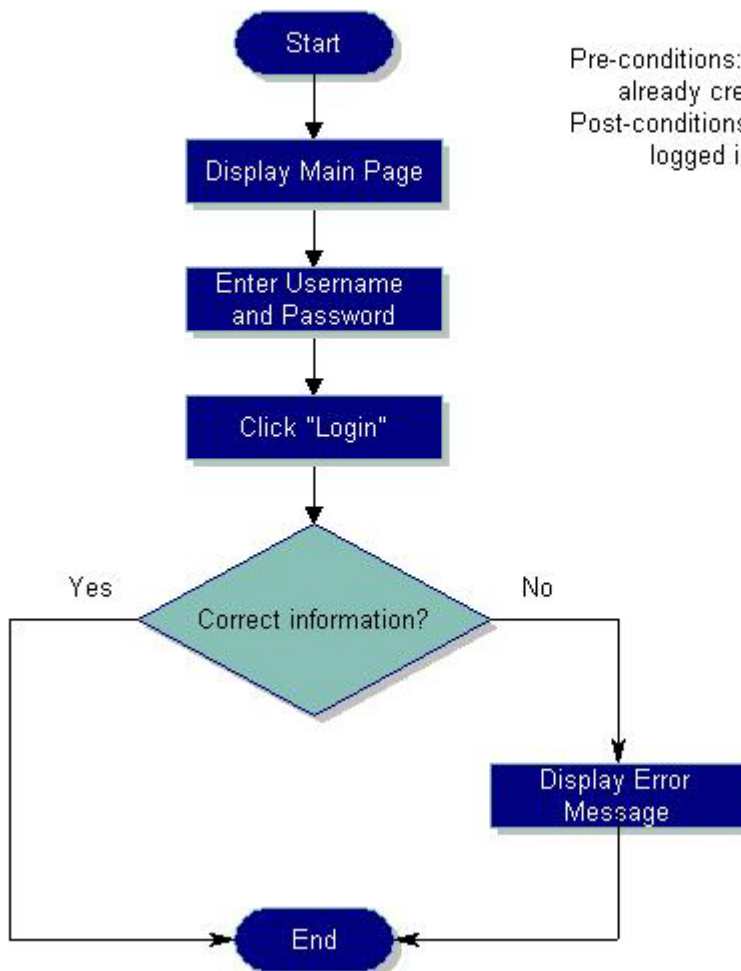 Start
Pre-conditions:
already
Post-conditions
logged
Display Main Page
Enter Username
and Password
Click "Login"
Yes
No
Correct information?
Display Error
Message
End